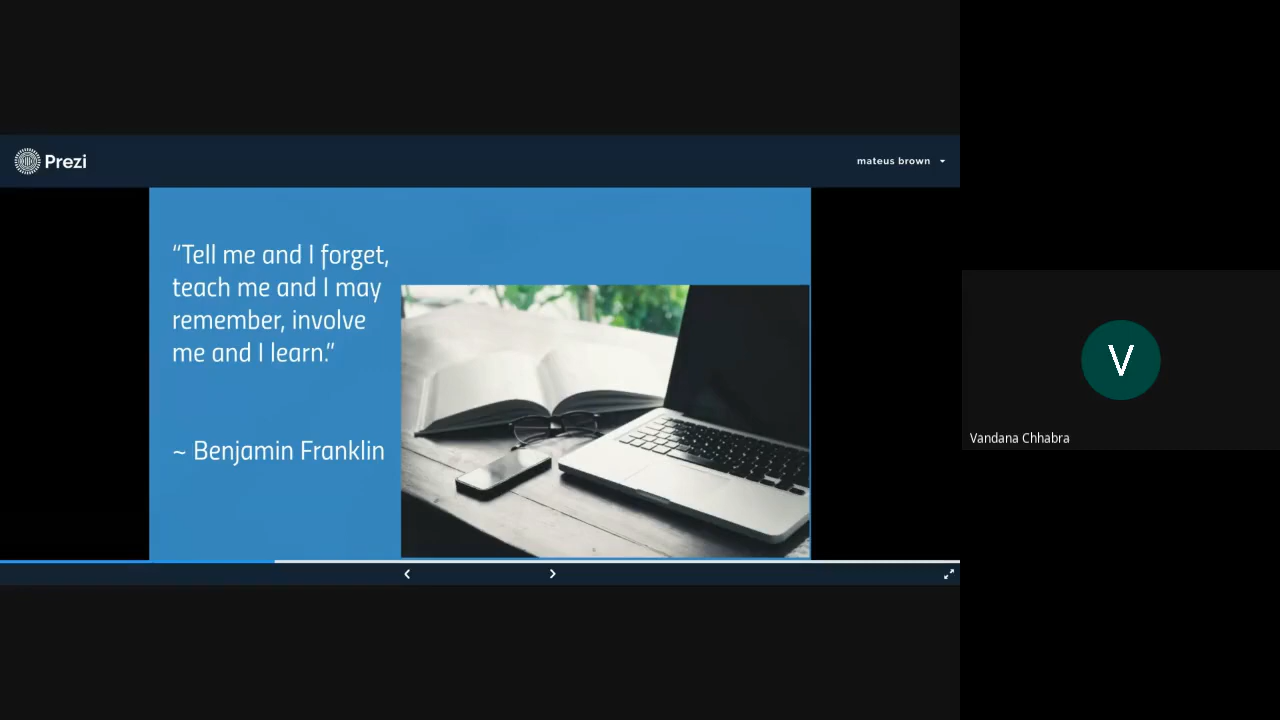 Prezi
mateus brown
“Tell me and I forget,
teach me and I may
remember, involve
me and I learn.”
~ Benjamin Franklin
V
Vandana Chhabra